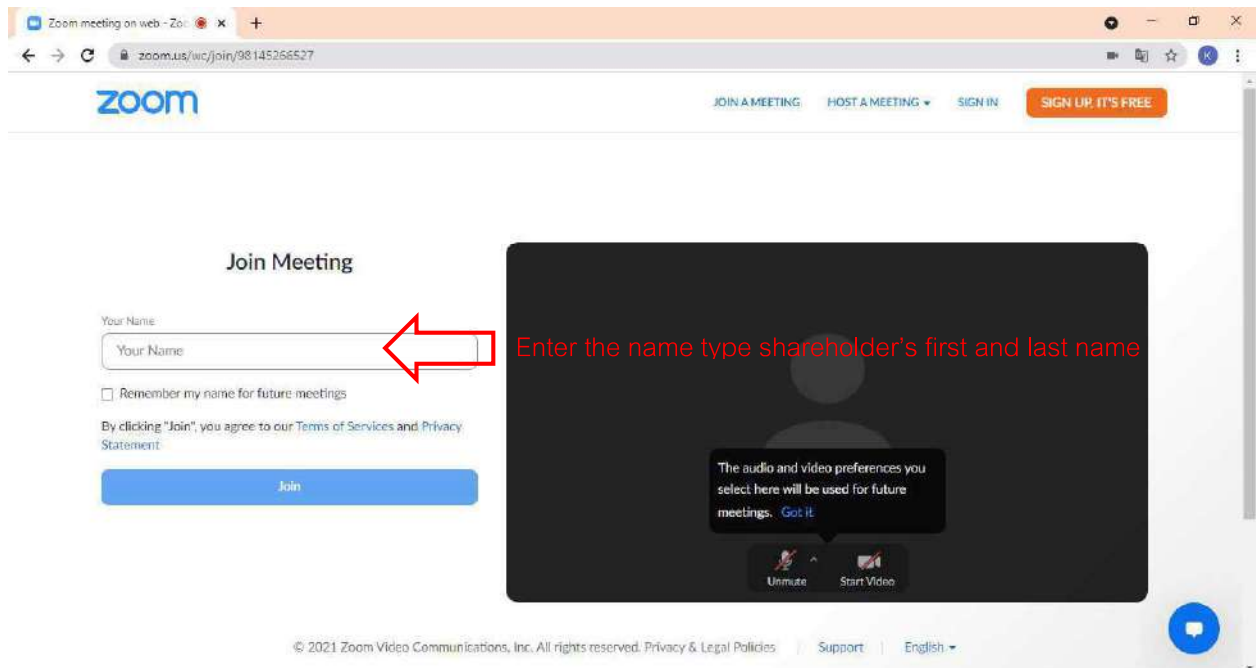 Zoom meeting on web - Zo
zoom.us/wc/join/98145266527
K
zoom
JOIN A MEETING HOST A MEETING SIGN IN SIGN UP, IT'S FREE
Join Meeting
Your Name
Your Name
Enter the name type shareholder's first and last name
Remember my name for future meetings
By clicking "Join", you agree to our Terms of Services and Privacy
Statement
Join
The audio and video preferences you
select here will be used for future
meetings. Got it
Unmute Start Video
© 2021 Zoom Video Communications, Inc. All rights reserved. Privacy & Legal Policies Support English